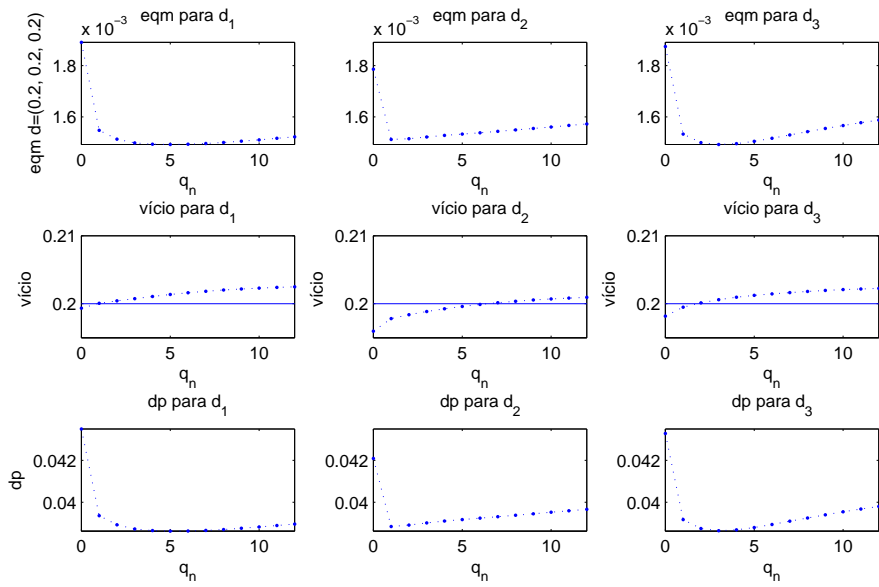 x 10⁻³
eqm para d₁
x 10⁻³
eqm para d₂
x 10⁻³
eqm para d₃
eqm d=(0.2, 0.2, 0.2)
1.8
1.6
0 5 10
qₙ
1.8
1.6
0 5 10
qₙ
1.8
1.6
0 5 10
qₙ
vício para d₁
vício para d₂
vício para d₃
vício
0.21
0.2
0 5 10
qₙ
vício
0.21
0.2
0 5 10
qₙ
vício
0.21
0.2
0 5 10
qₙ
dp para d₁
dp para d₂
dp para d₃
dp
0.042
0.04
0 5 10
qₙ
0.042
0.04
0 5 10
qₙ
0.042
0.04
0 5 10
qₙ